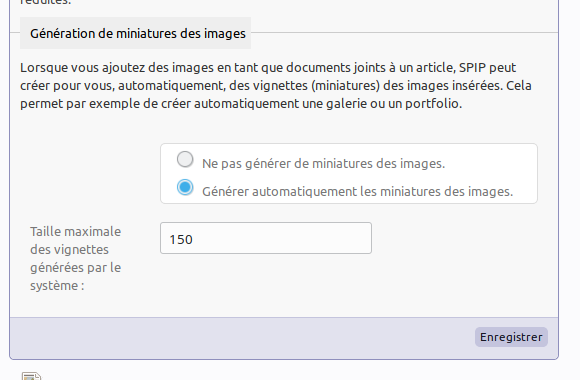 réduites.
Génération de miniatures des images
Lorsque vous ajoutez des images en tant que documents joints à un article, SPIP peut
créer pour vous, automatiquement, des vignettes (miniatures) des images insérées. Cela
permet par exemple de créer automatiquement une galerie ou un portfolio.
Ne pas générer de miniatures des images.
Générer automatiquement les miniatures des images.
Taille maximale
des vignettes
générées par le
système :
150
Enregistrer